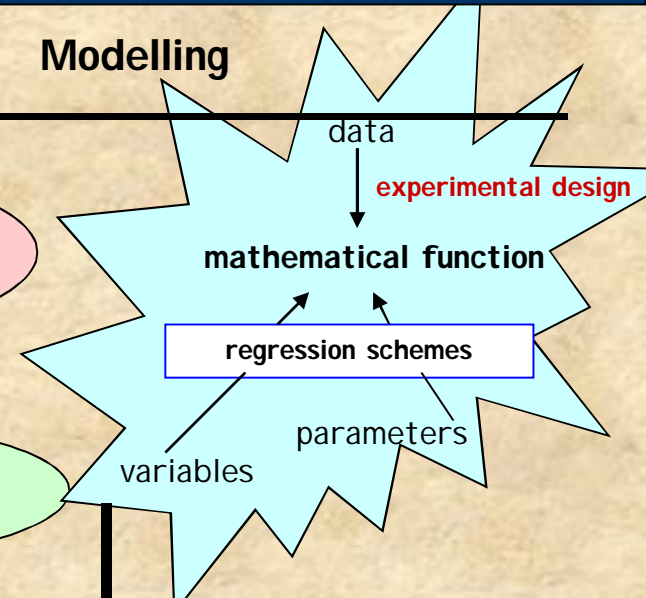 Modelling
data
experimental design
mathematical function
regression schemes
parameters
variables